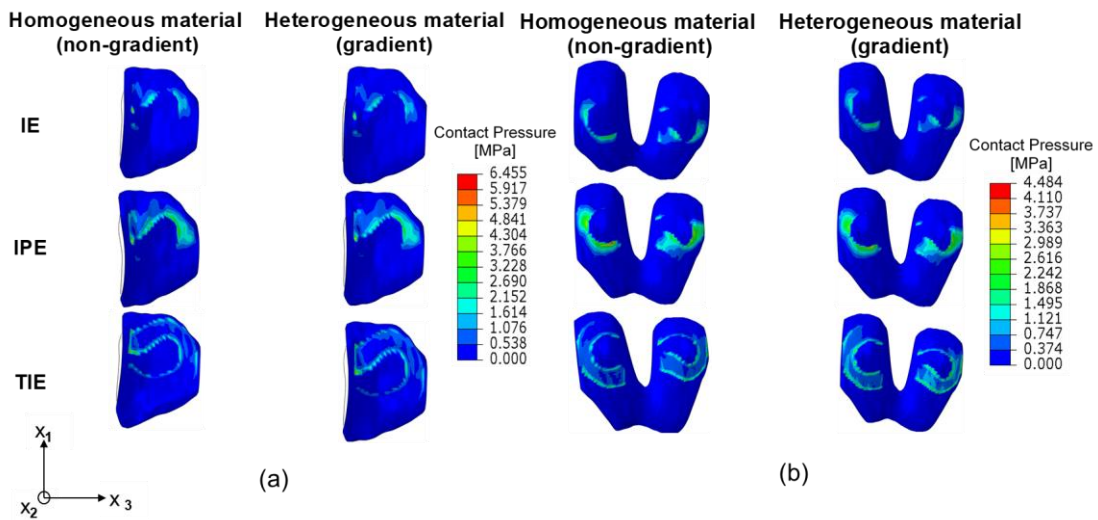 Homogeneous material
(non-gradient)
Heterogeneous material
(gradient)
Homogeneous material
(non-gradient)
Heterogeneous material
(gradient)
IE
IPE
TIE
Contact Pressure
[MPa]
6.455
5.917
5.379
4.841
4.304
3.766
3.228
2.690
2.152
1.614
1.076
0.538
0.000
Contact Pressure
[MPa]
4.484
4.110
3.737
3.363
2.989
2.616
2.242
1.868
1.495
1.121
0.747
0.374
0.000
X1
X2
X 3
(a)
(b)